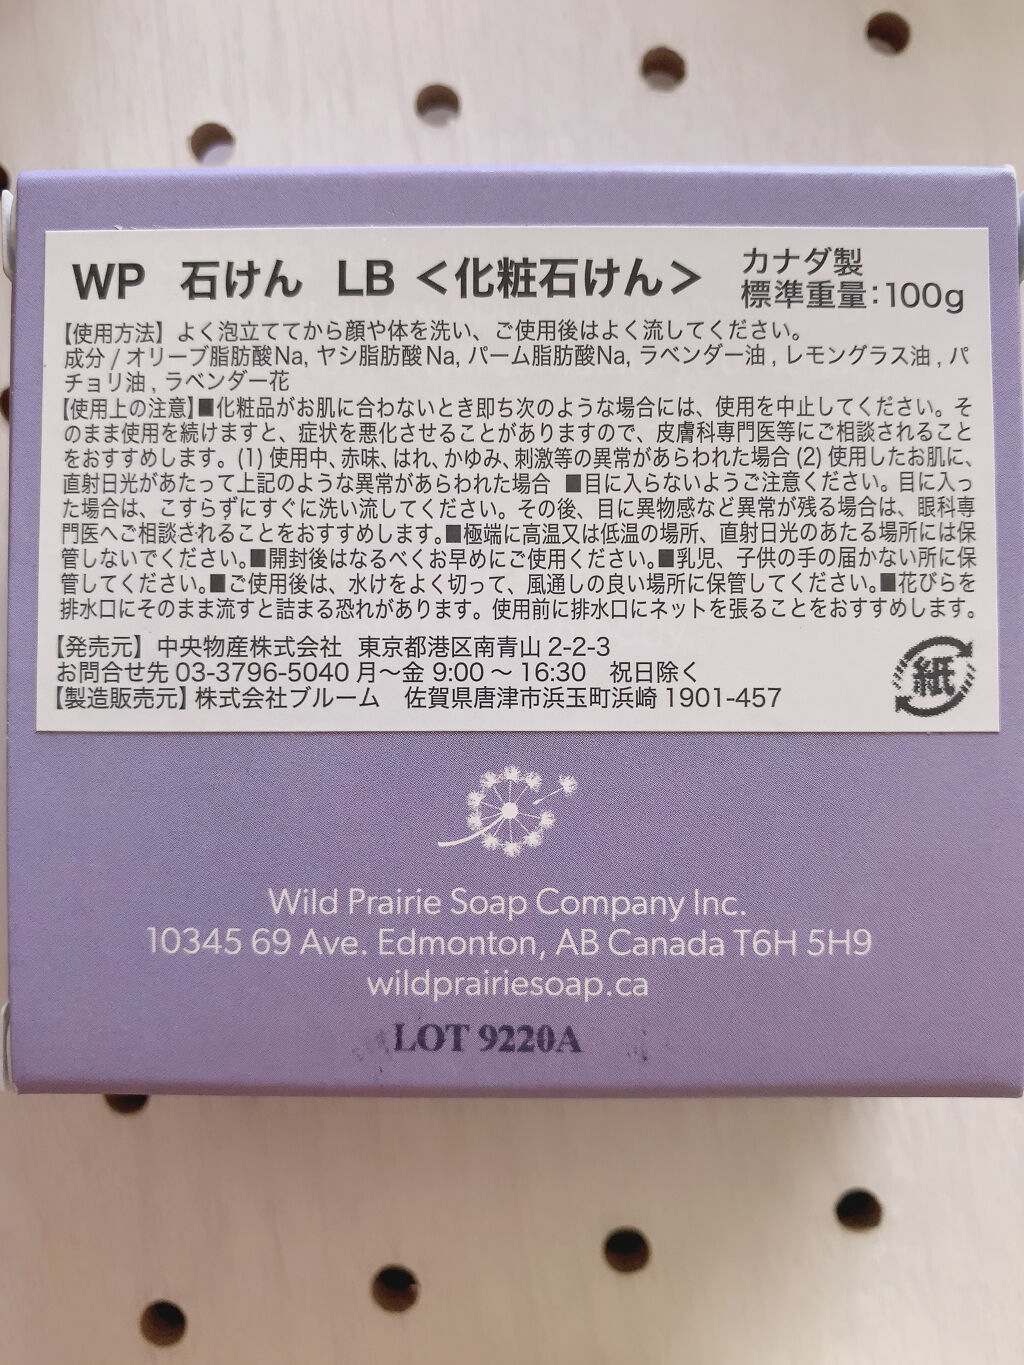 WP 石けん LB <化粧石けん>
カナダ製
標準重量:100g
【使用方法】よく泡立ててから顔や体を洗い、ご使用後はよく流してください。
成分/オリーブ脂肪酸Na, ヤシ脂肪酸Na, パーム脂肪酸Na, ラベンダー油, レモングラス油, パ
チョリ油, ラベンダー花
【使用上の注意】■化粧品がお肌に合わないとき即ち次のような場合には、使用を中止してください。そ
のまま使用を続けますと、症状を悪化させることがありますので、皮膚科専門医等にご相談されること
をおすすめします。(1)使用中、赤味、はれ、かゆみ、刺激等の異常があらわれた場合(2)使用したお肌に、
直射日光があたって上記のような異常があらわれた場合 ■目に入らないようご注意ください。目に入っ
た場合は、こすらずにすぐに洗い流してください。その後、目に異物感など異常が残る場合は、眼科専
門医へご相談されることをおすすめします。■極端に高温又は低温の場所、直射日光のあたる場所には保
管しないでください。■開封後はなるべくお早めにご使用ください。■乳児、子供の手の届かない所に保
管してください。■ご使用後は、水けをよく切って、風通しの良い場所に保管してください。■花びらを
排水口にそのまま流すと詰まる恐れがあります。使用前に排水口にネットを張ることをおすすめします。
【発売元】中央物産株式会社 東京都港区南青山2-2-3
お問合せ先 03-3796-5040 月〜金 9:00〜16:30 祝日除く
【製造販売元】株式会社ブルーム 佐賀県唐津市浜玉町浜崎 1901-457
紙
Wild Prairie Soap Company Inc.
10345 69 Ave. Edmonton, AB Canada T6H 5H9
wildprairiesoap.ca
LOT 9220A